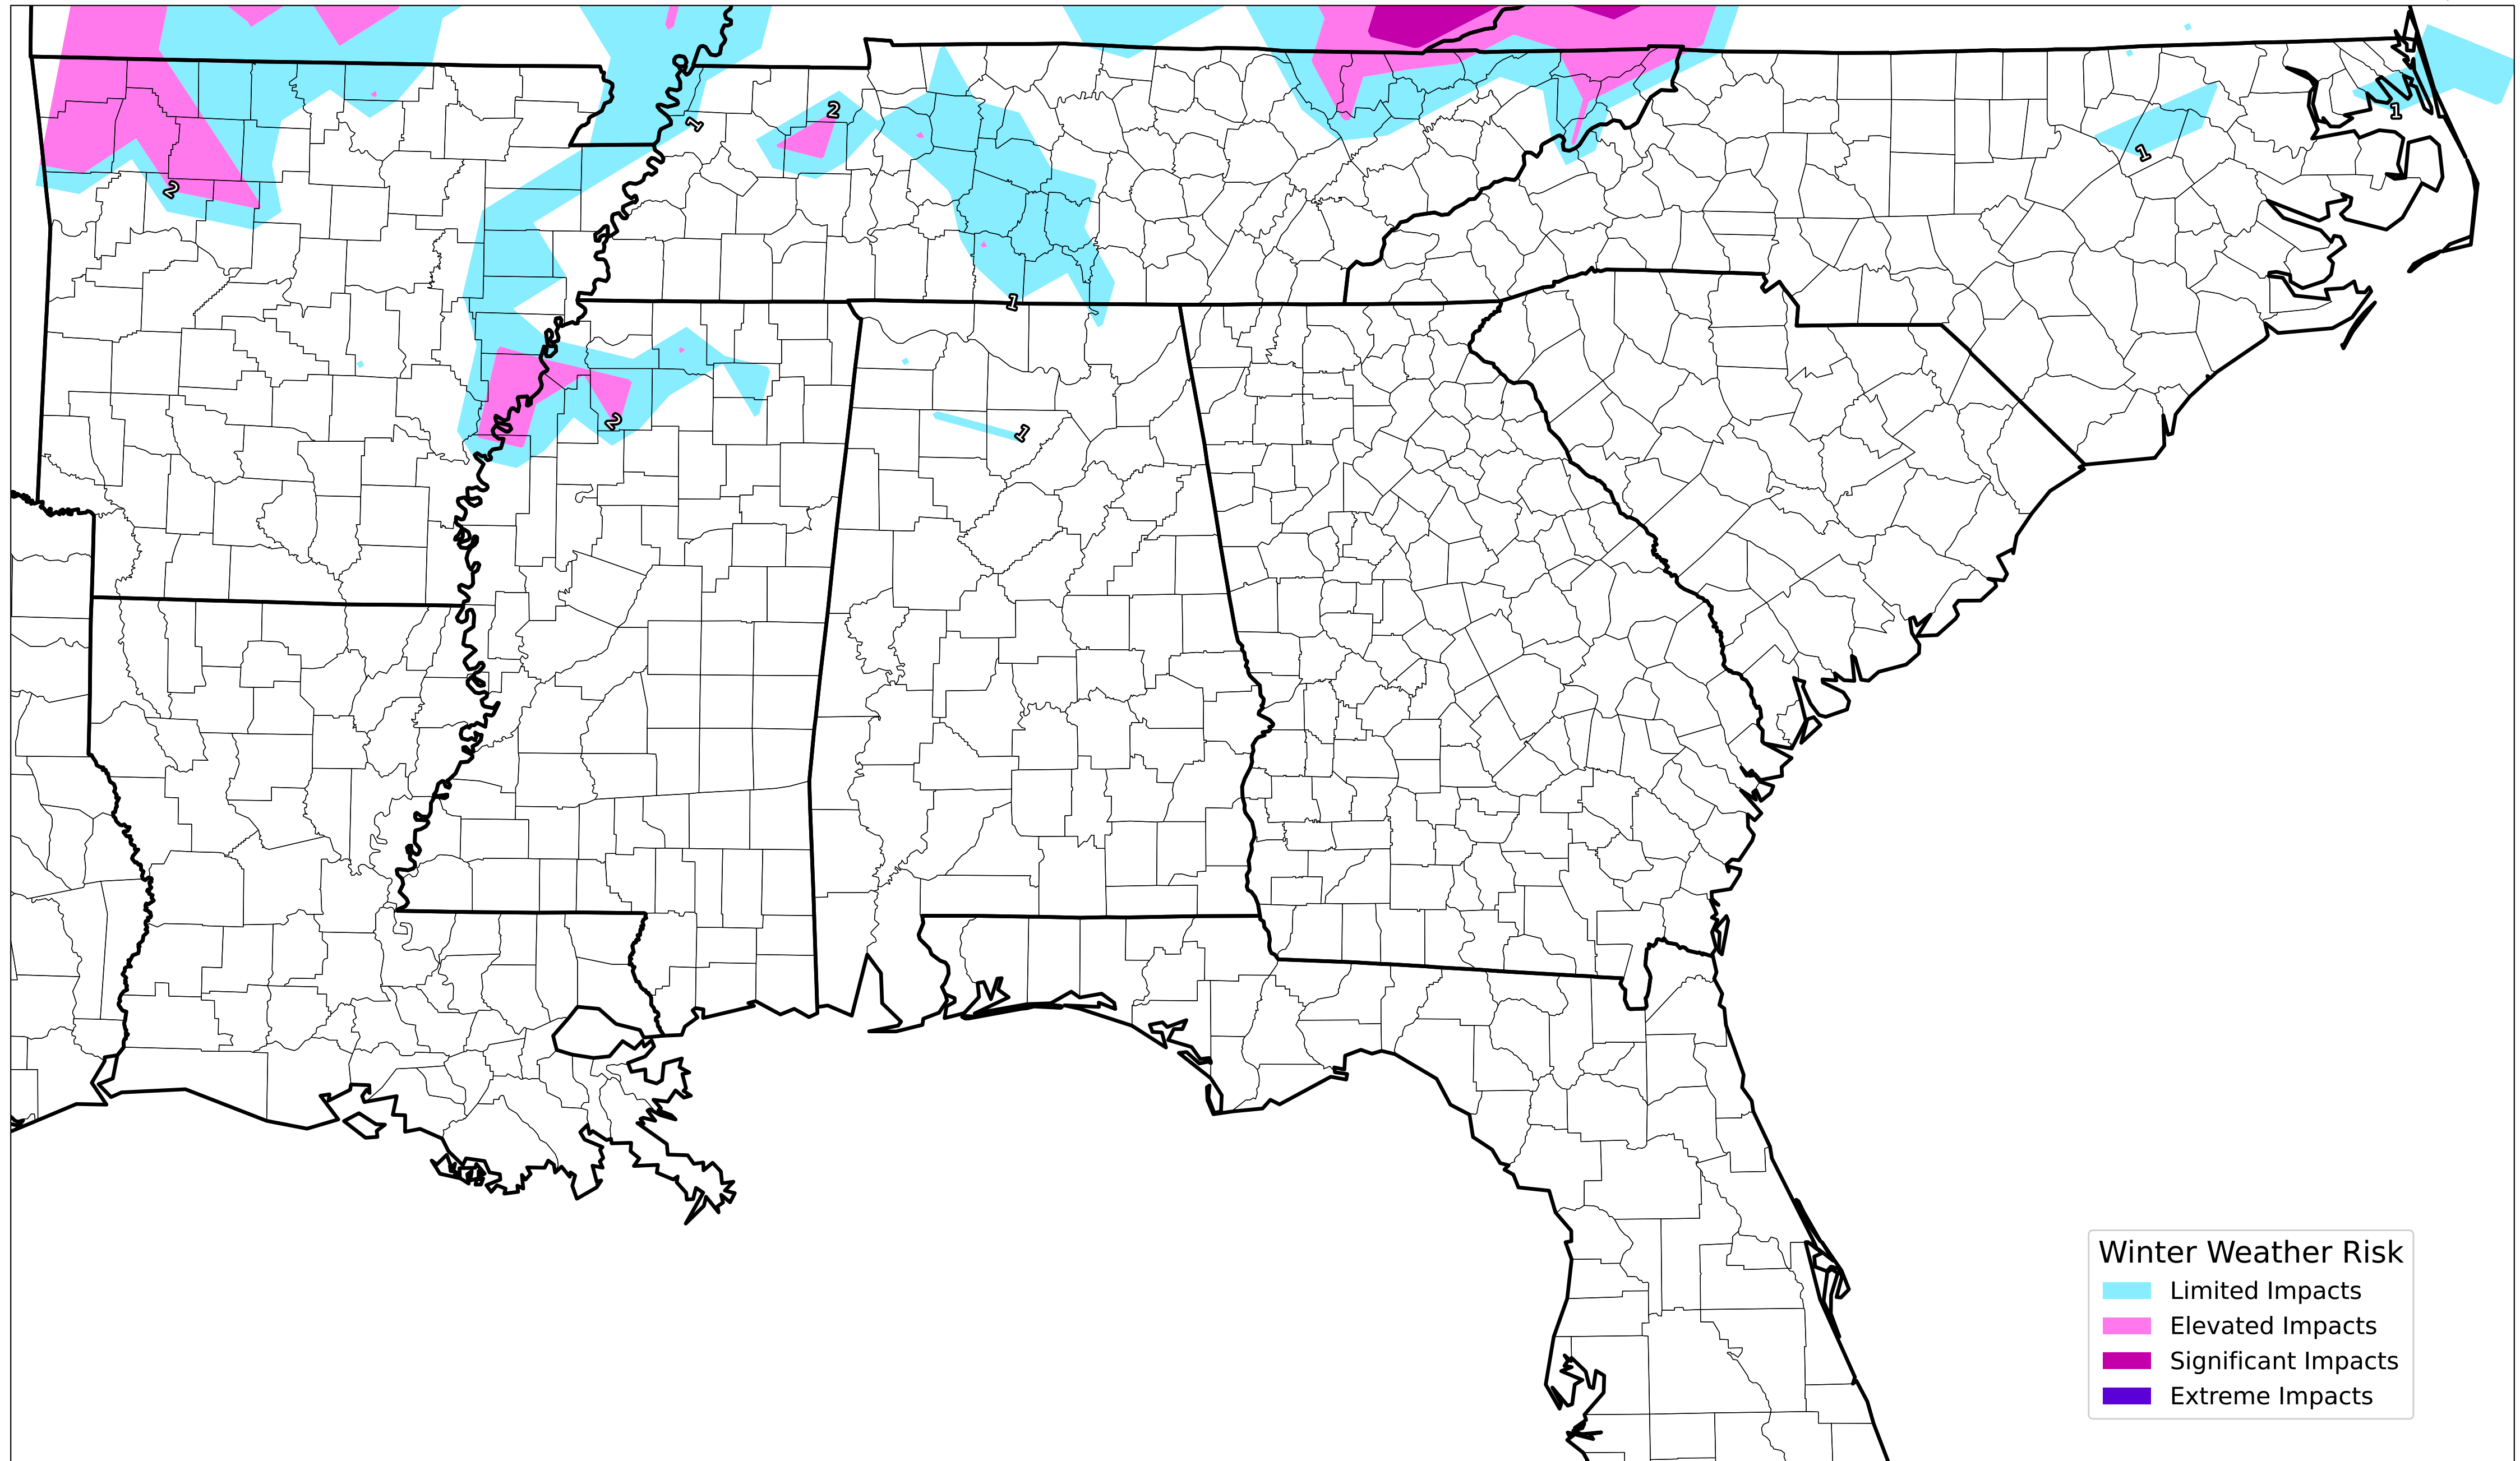 2
1
1
1
2
1
2
1
Winter Weather Risk
Limited Impacts
Elevated Impacts
Significant Impacts
Extreme Impacts